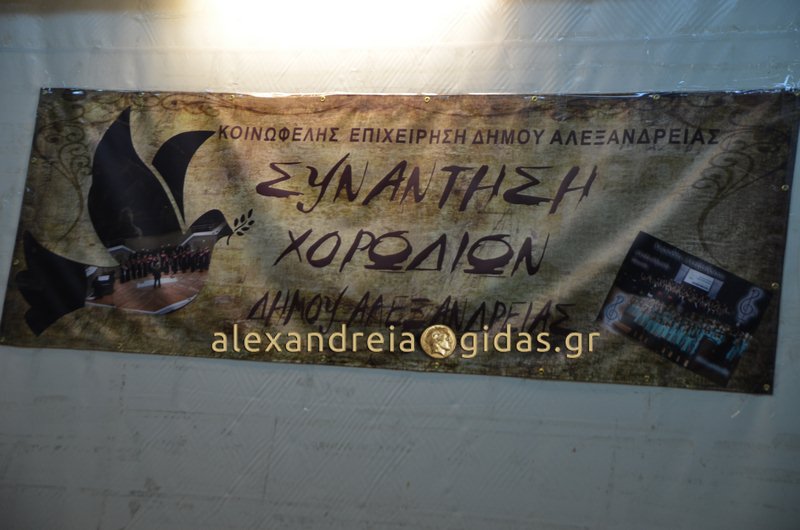 ΚΟΙΝΩΦΕΛΗΣ ΕΠΙΧΕΙΡΗΣΗ ΔΗΜΟΥ ΑΛΕΞΑΝΔΡΕΙΑΣ
ΣΥΝΑΝΤΗΣΗ
ΧΟΡΩΔΙΩΝ
ΔΗΜΟΥ ΑΛΕΞΑΝΔΡΕΙΑΣ
alexandreia gidas.gr